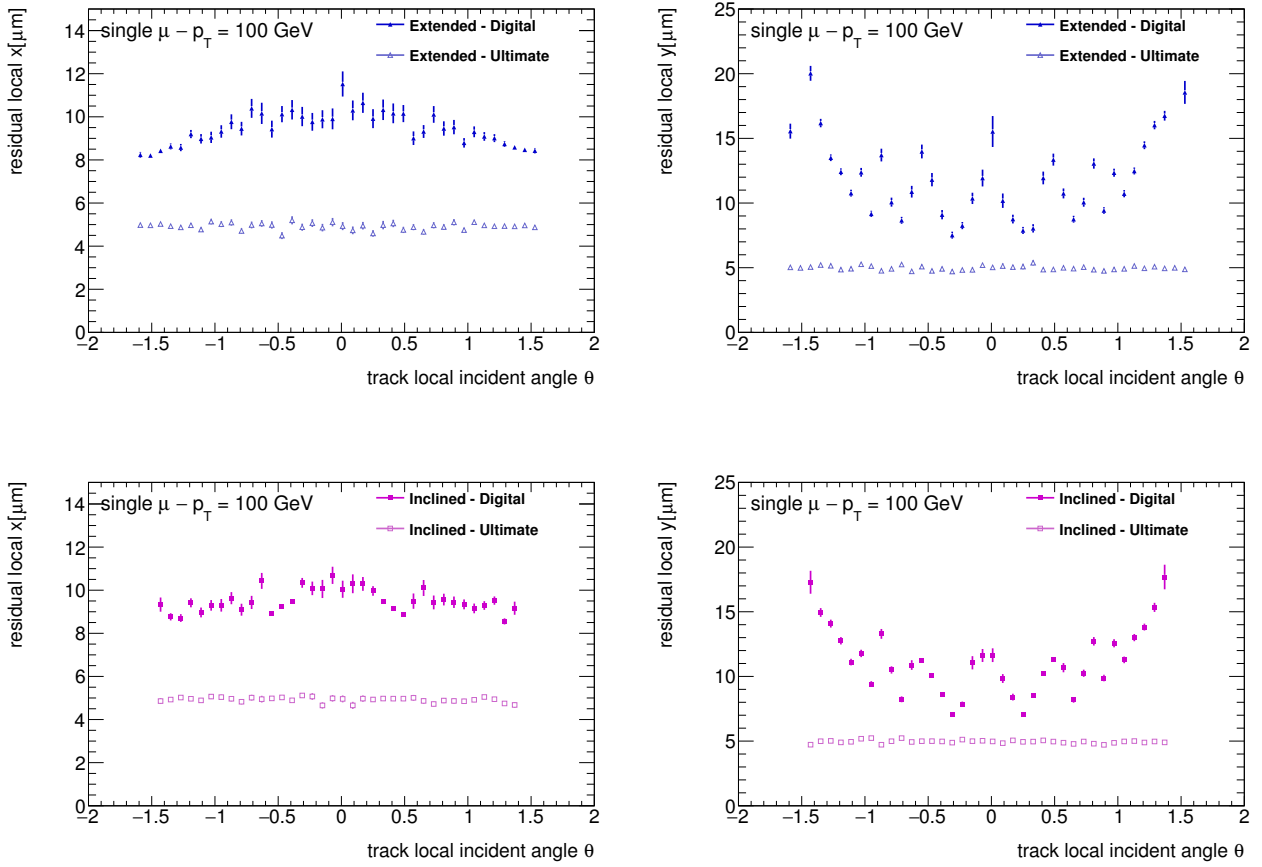 residual local x[μm]
single μ − p_T = 100 GeV
Extended - Digital
Extended - Ultimate
14
12
10
8
6
4
2
0
−2 −1.5 −1 −0.5 0 0.5 1 1.5 2
track local incident angle θ
residual local y[μm]
single μ − p_T = 100 GeV
Extended - Digital
Extended - Ultimate
25
20
15
10
5
0
−2 −1.5 −1 −0.5 0 0.5 1 1.5 2
track local incident angle θ
residual local x[μm]
single μ − p_T = 100 GeV
Inclined - Digital
Inclined - Ultimate
14
12
10
8
6
4
2
0
−2 −1.5 −1 −0.5 0 0.5 1 1.5 2
track local incident angle θ
residual local y[μm]
single μ − p_T = 100 GeV
Inclined - Digital
Inclined - Ultimate
25
20
15
10
5
0
−2 −1.5 −1 −0.5 0 0.5 1 1.5 2
track local incident angle θ